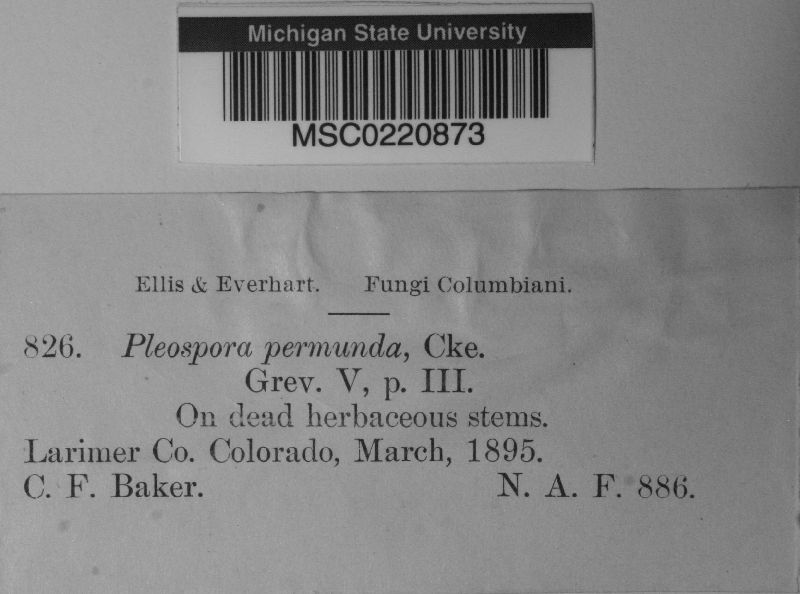 Michigan State University
MSC0220873
Ellis & Everhart. Fungi Columbiani.
826. Pleospora permunda, Cke.
Grev. V, p. III.
On dead herbaceous stems.
Larimer Co. Colorado, March, 1895.
C. F. Baker. N. A. F. 886.